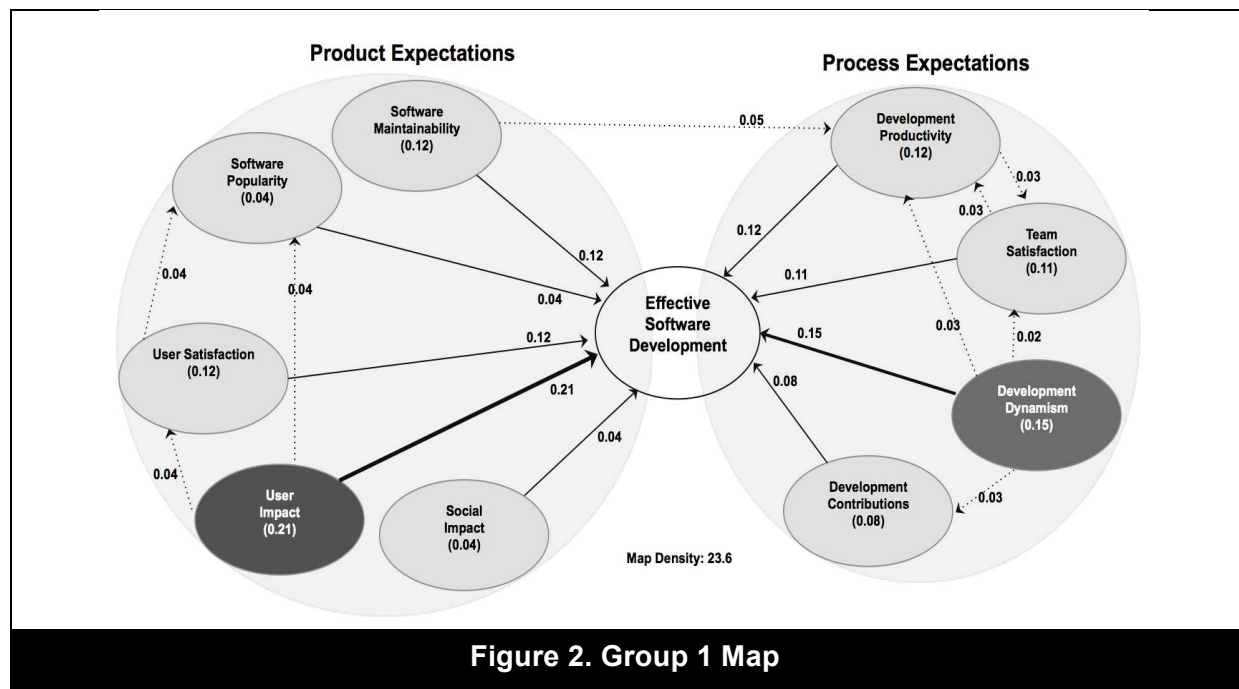 Product Expectations
Process Expectations
Software
Maintainability
(0.12)
Development
Productivity
(0.12)
0.05
Software
Popularity
(0.04)
0.03
0.03
Team
Satisfaction
(0.11)
0.12
0.12
0.11
0.04
0.04
0.04
Effective
Software
Development
0.15
0.03
0.02
User Satisfaction
(0.12)
0.12
0.21
0.08
Development
Dynamism
(0.15)
0.04
0.04
User
Impact
(0.21)
Social
Impact
(0.04)
Development
Contributions
(0.08)
0.03
Map Density: 23.6
Figure 2. Group 1 Map